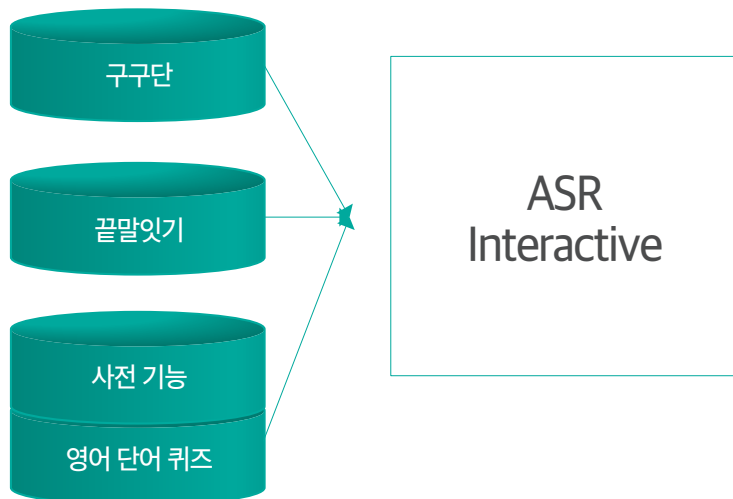 구구단
끝말잇기
사전 기능
영어 단어 퀴즈
ASR
Interactive